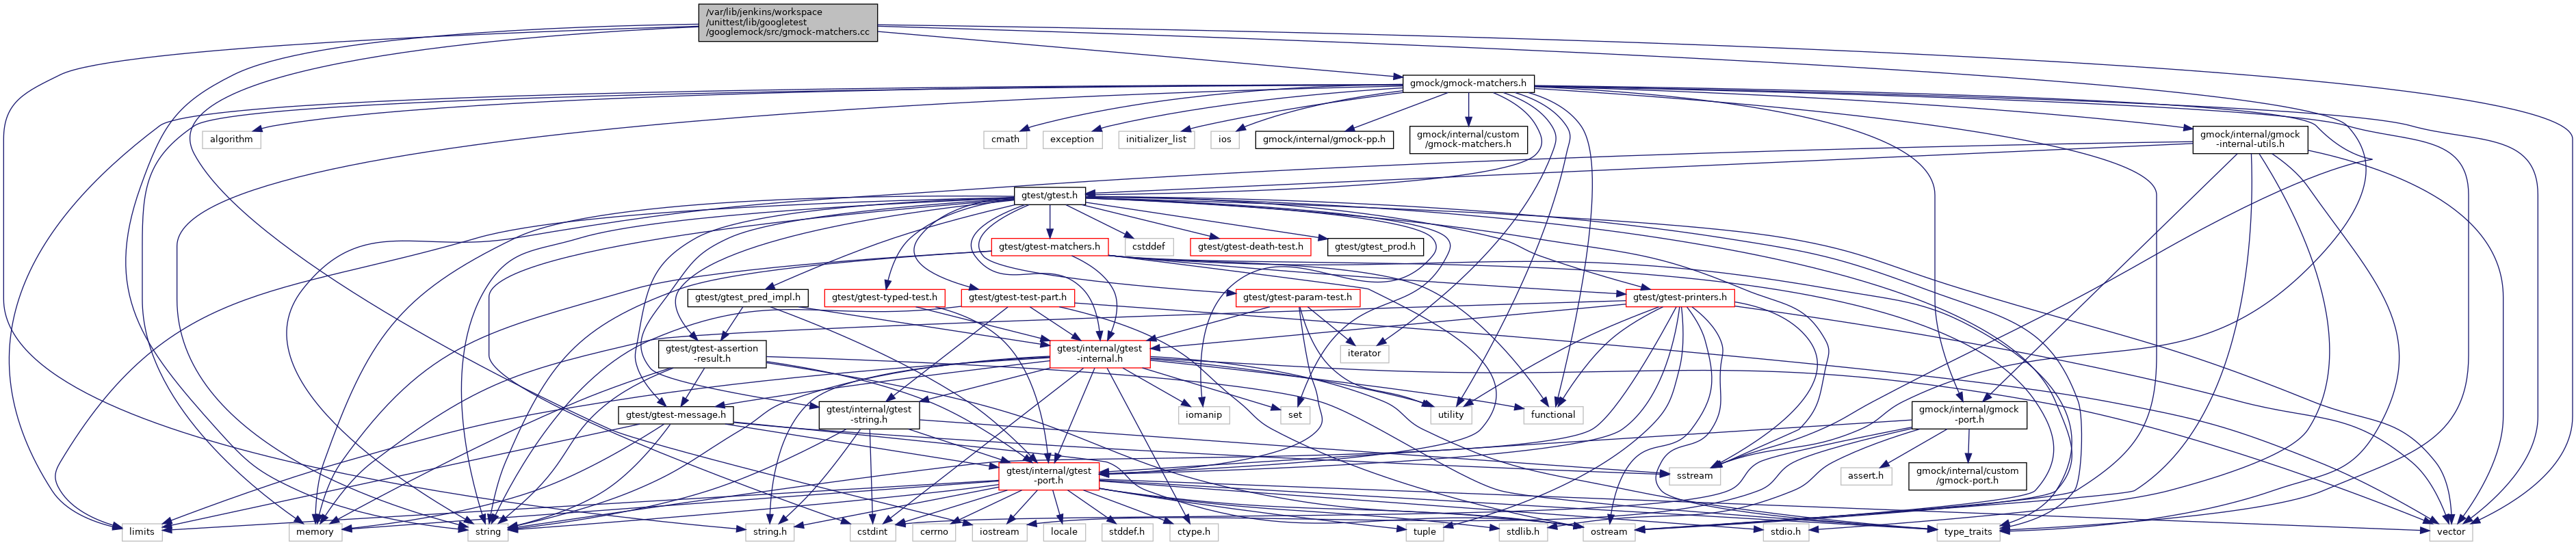 /var/lib/jenkins/workspace
/unittest/lib/googletest
/googlemock/src/gmock-matchers.cc
gmock/gmock-matchers.h
algorithm
cmath
exception
initializer_list
ios
gmock/internal/gmock-pp.h
gmock/internal/custom
/gmock-matchers.h
gmock/internal/gmock
-internal-utils.h
gtest/gtest.h
gtest/gtest-matchers.h
cstddef
gtest/gtest-death-test.h
gtest/gtest_prod.h
gtest/gtest_pred_impl.h
gtest/gtest-typed-test.h
gtest/gtest-test-part.h
gtest/gtest-param-test.h
gtest/gtest-printers.h
gtest/gtest-assertion
-result.h
gtest/internal/gtest
-internal.h
iterator
gtest/gtest-message.h
gtest/internal/gtest
-string.h
iomanip
set
utility
functional
gmock/internal/gmock
-port.h
gtest/internal/gtest
-port.h
sstream
assert.h
gmock/internal/custom
/gmock-port.h
limits
memory
string
string.h
cstdint
cerrno
iostream
locale
stddef.h
ctype.h
tuple
stdlib.h
ostream
stdio.h
type_traits
vector